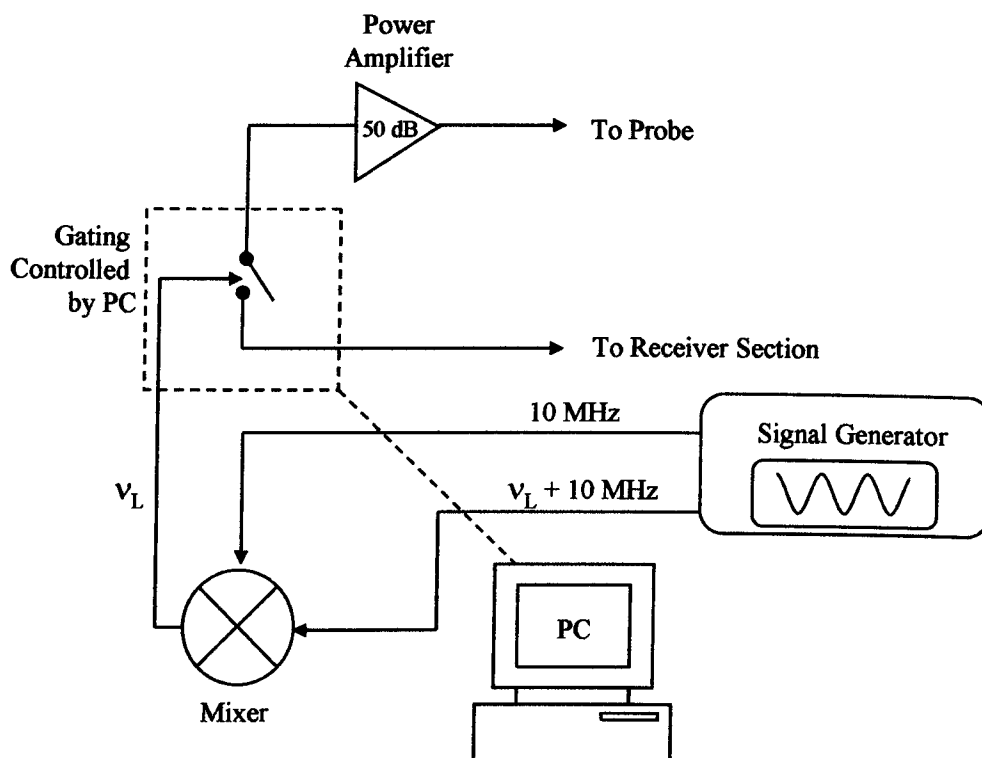 Power
Amplifier
50 dB
To Probe
Gating
Controlled
by PC
To Receiver Section
10 MHz
Signal Generator
νL
νL + 10 MHz
PC
Mixer